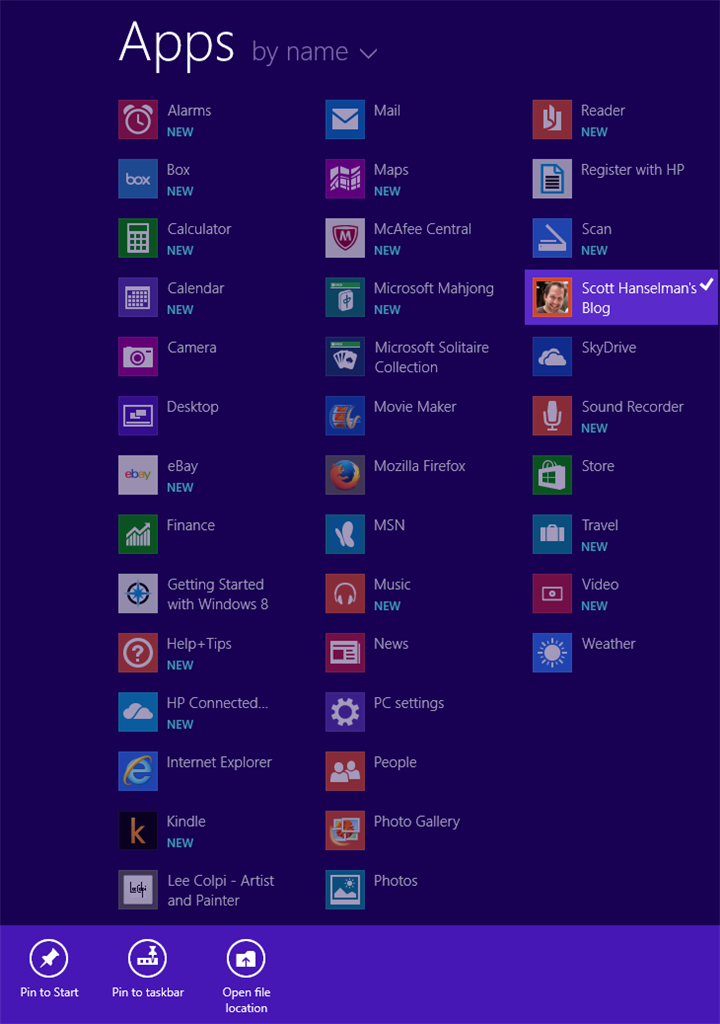 Apps by name
Alarms
NEW
Box
NEW
Calculator
NEW
Calendar
NEW
Camera
Desktop
eBay
NEW
Finance
Getting Started
with Windows 8
Help+Tips
NEW
HP Connected...
NEW
Internet Explorer
Kindle
NEW
Lee Colpi - Artist
and Painter
Mail
Maps
NEW
McAfee Central
NEW
Microsoft Mahjong
NEW
Microsoft Solitaire
Collection
Movie Maker
Mozilla Firefox
MSN
Music
NEW
News
PC settings
People
Photo Gallery
Photos
Reader
NEW
Register with HP
Scan
NEW
Scott Hanselman's
Blog
SkyDrive
Sound Recorder
NEW
Store
Travel
NEW
Video
NEW
Weather
box
ebay
k
Pin to Start
Pin to taskbar
Open file
location